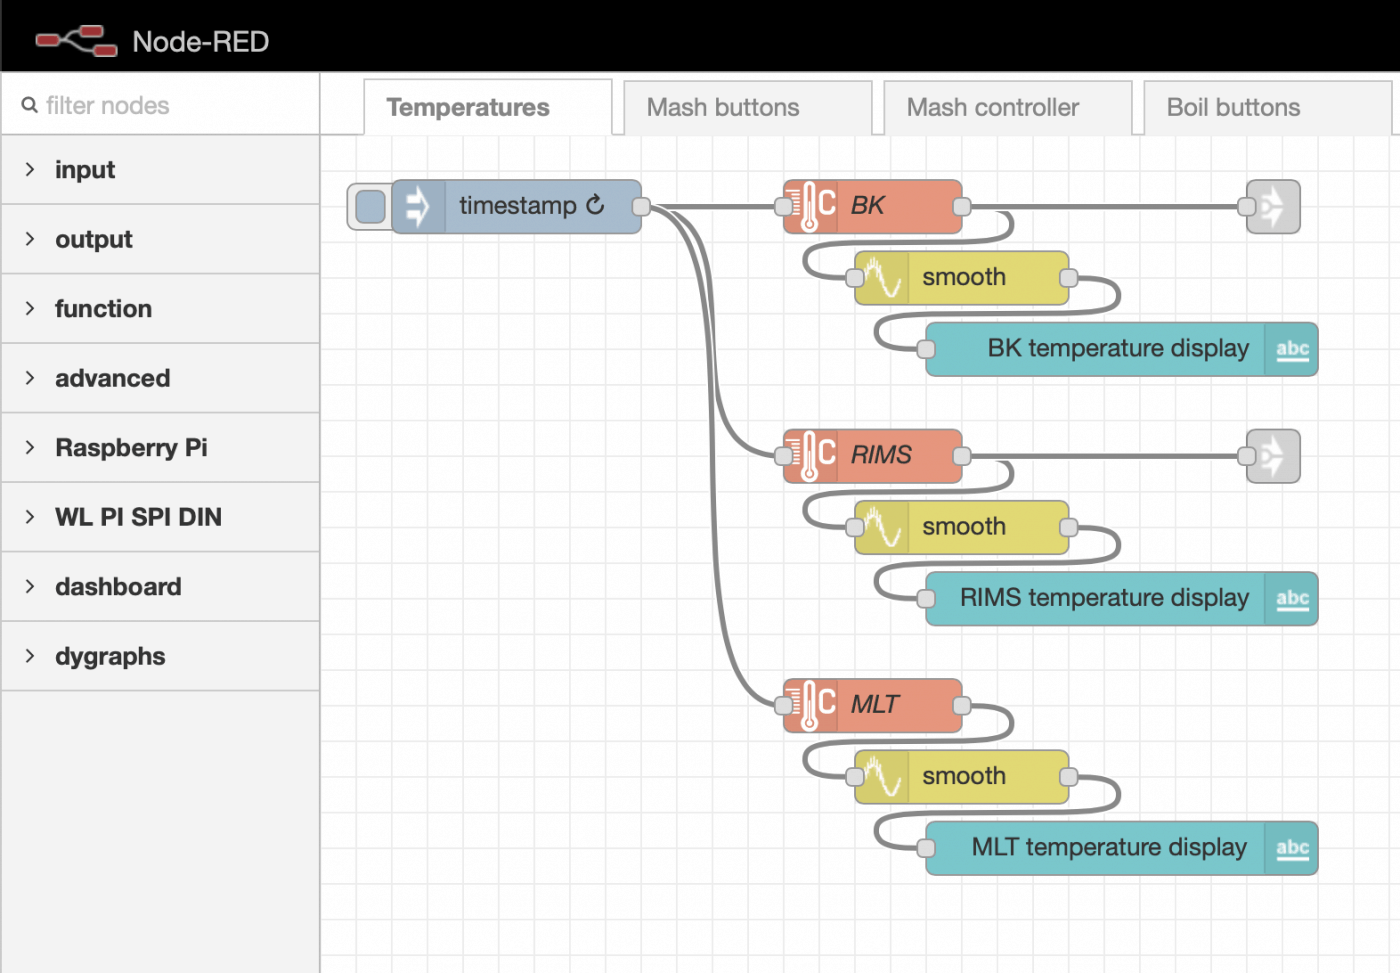 Node-RED
filter nodes
Temperatures
Mash buttons
Mash controller
Boil buttons
input
output
function
advanced
Raspberry Pi
WL PI SPI DIN
dashboard
dygraphs
timestamp ↻
C BK
smooth
BK temperature display abc
C RIMS
smooth
RIMS temperature display abc
C MLT
smooth
MLT temperature display abc